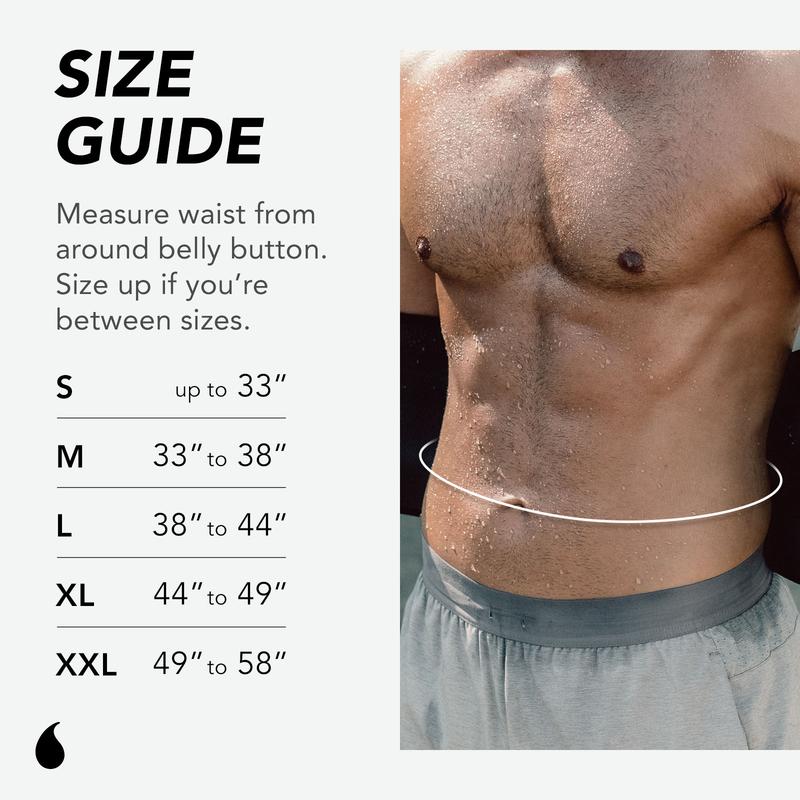 SIZE
GUIDE
Measure waist from
around belly button.
Size up if you’re
between sizes.
S up to 33”
M 33” to 38”
L 38” to 44”
XL 44” to 49”
XXL 49” to 58”